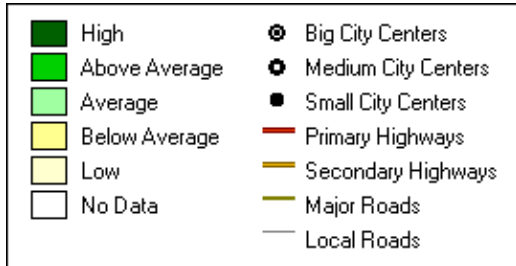 High
Above Average
Average
Below Average
Low
No Data
Big City Centers
Medium City Centers
Small City Centers
Primary Highways
Secondary Highways
Major Roads
Local Roads